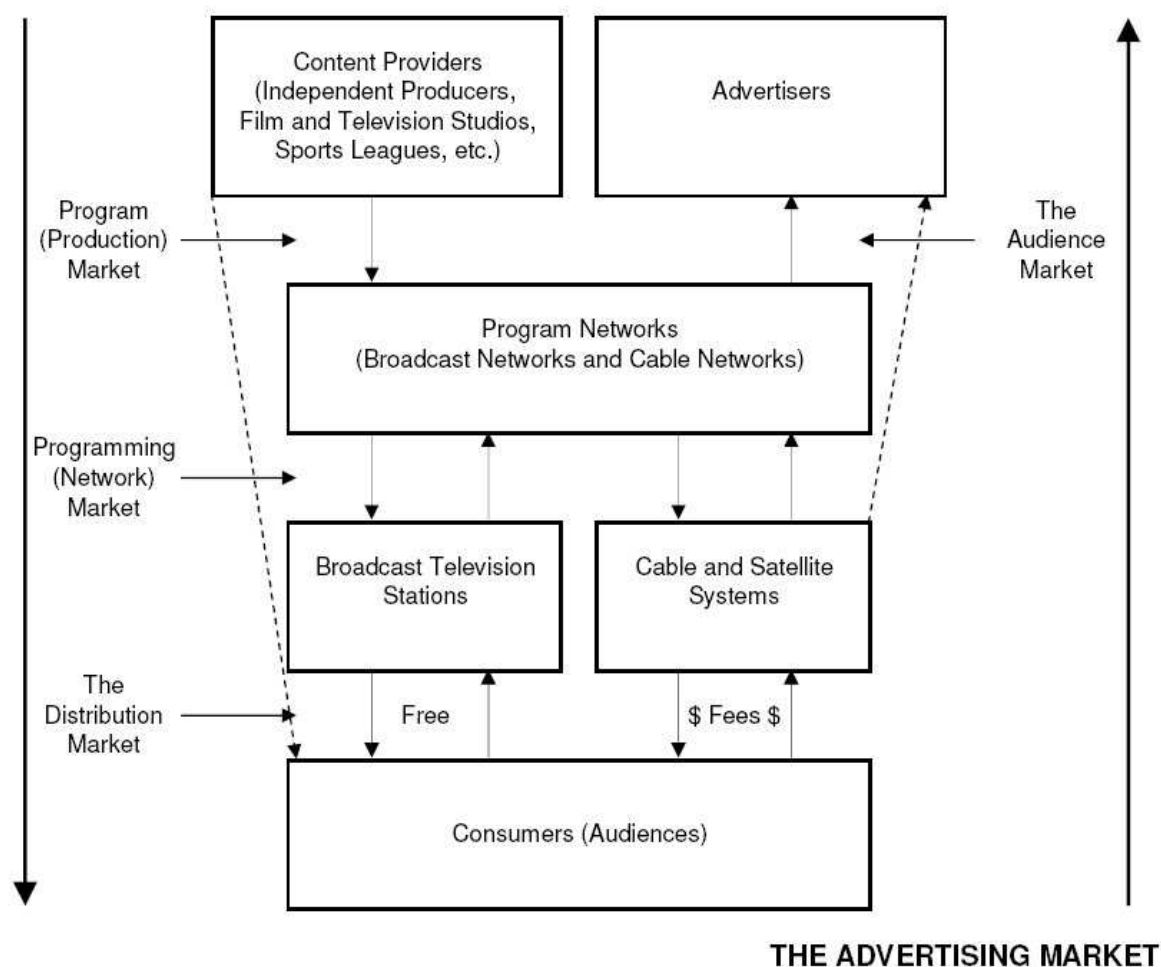 Content Providers
(Independent Producers,
Film and Television Studios,
Sports Leagues, etc.)
Advertisers
Program
(Production)
Market
The
Audience
Market
Program Networks
(Broadcast Networks and Cable Networks)
Programming
(Network)
Market
Broadcast Television
Stations
Cable and Satellite
Systems
The
Distribution
Market
Free
$ Fees $
Consumers (Audiences)
THE ADVERTISING MARKET